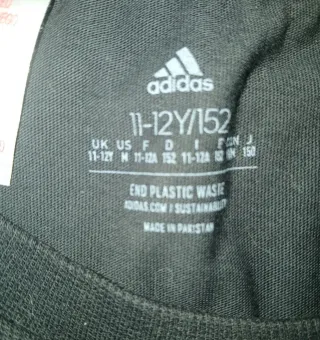 adidas
11-12Y/152
UK US F D I CN J
11-12Y M 11-12A 152 11-12A 150
END PLASTIC WASTE
ADIDAS.COM / SUSTAINABILITY
MADE IN PAKISTAN